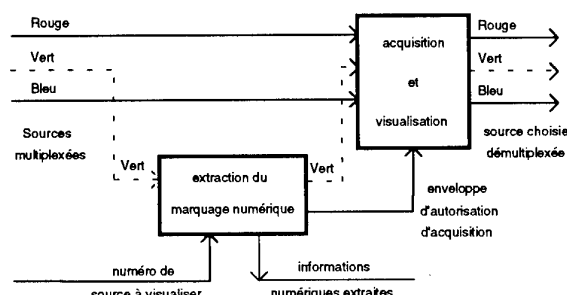 Rouge
Vert
Bleu
Sources
multiplexées
acquisition
et
visualisation
Rouge
Vert
Bleu
source choisie
démultiplexée
Vert
extraction du
marquage numérique
Vert
enveloppe
d'autorisation
d'acquisition
numéro de
source à visualiser
informations
numériques extraites